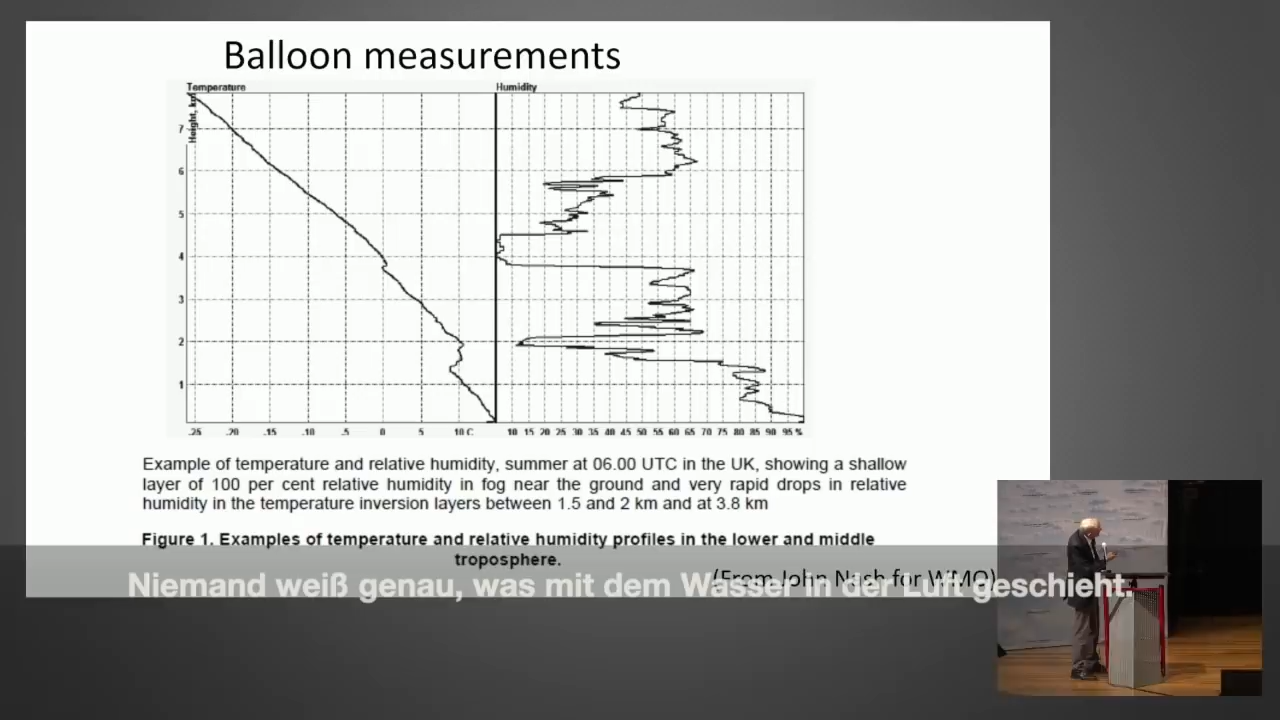 Balloon measurements
Temperature
Humidity
Height, km
7
6
5
4
3
2
1
-25 -20 -15 -10 -5 0 5 10 C
10 15 20 25 30 35 40 45 50 55 60 65 70 75 80 85 90 95 %
Example of temperature and relative humidity, summer at 06.00 UTC in the UK, showing a shallow
layer of 100 per cent relative humidity in fog near the ground and very rapid drops in relative
humidity in the temperature inversion layers between 1.5 and 2 km and at 3.8 km
Figure 1. Examples of temperature and relative humidity profiles in the lower and middle
troposphere.
(From John Nash for WMO)
Niemand weiß genau, was mit dem Wasser in der Luft geschieht.